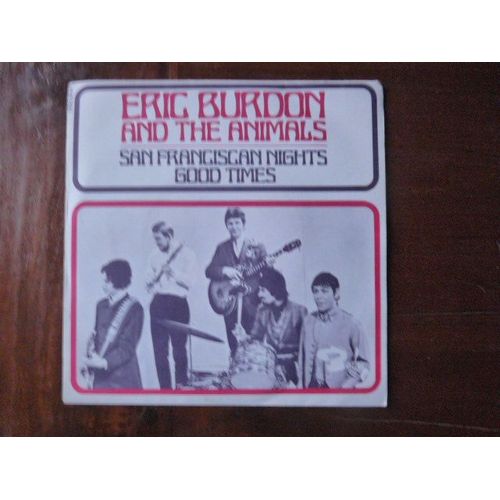 ERIC BURDON
AND THE ANIMALS
SAN FRANCISCAN NIGHTS
GOOD TIMES